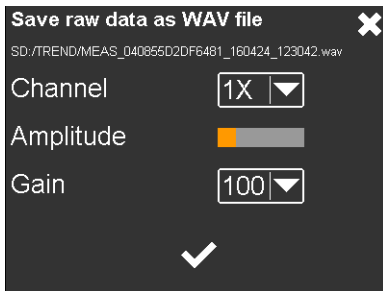 Save raw data as WAV file
SD:/TREND/MEAS_040855D2DF6481_160424_123042.wav
Channel 1X
Amplitude
Gain 100